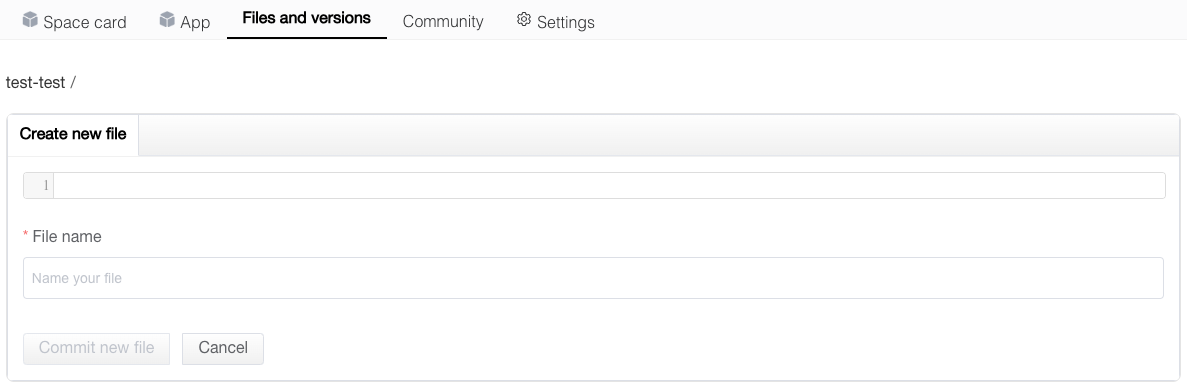 Space card App Files and versions Community Settings
test-test /
Create new file
1
* File name
Name your file
Commit new file Cancel